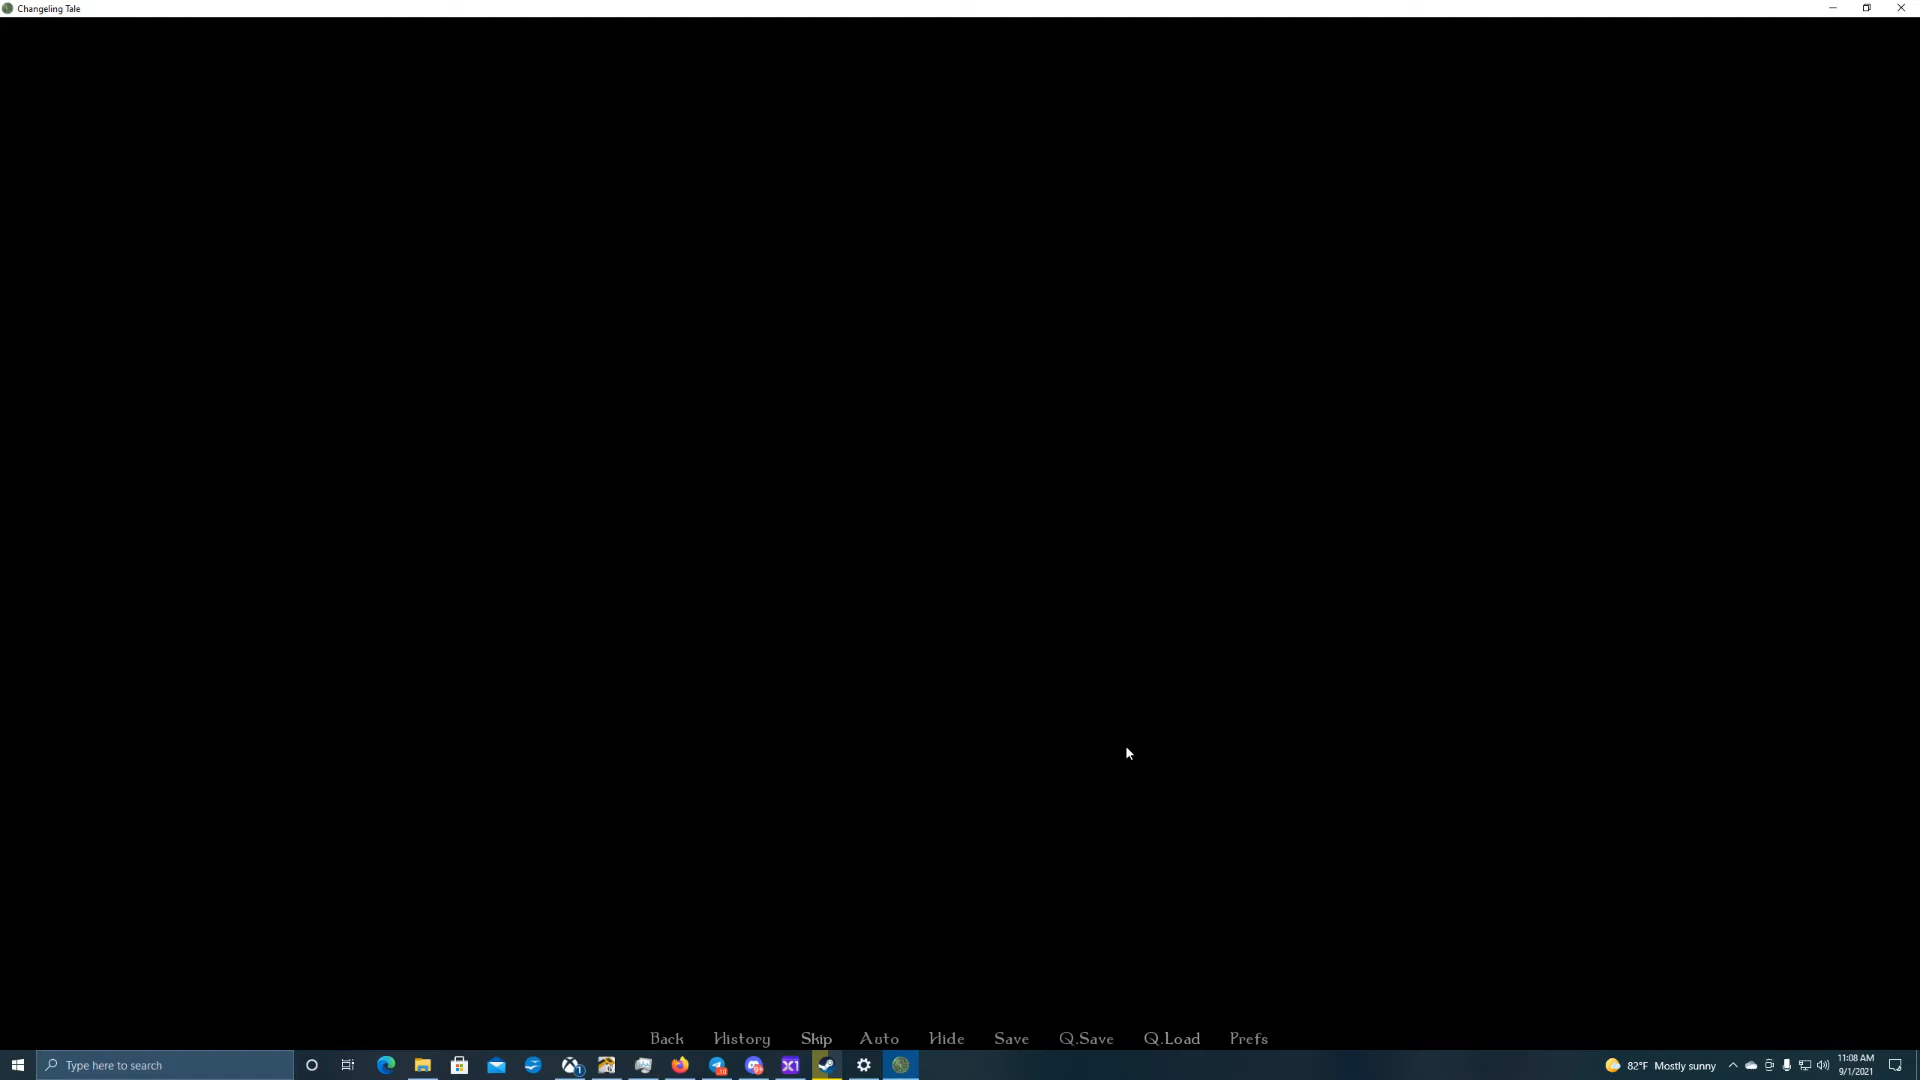 Changeling Tale
Back History Skip Auto Hide Save Q.Save Q.Load Prefs
Type here to search
82°F Mostly sunny
11:08 AM
9/1/2021